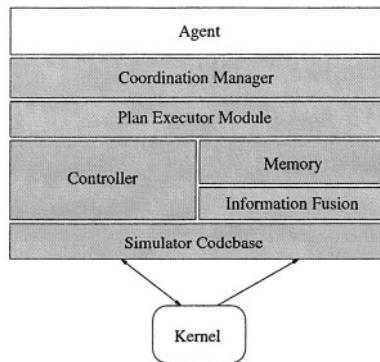 Agent
Coordination Manager
Plan Executor Module
Controller
Memory
Information Fusion
Simulator Codebase
Kernel